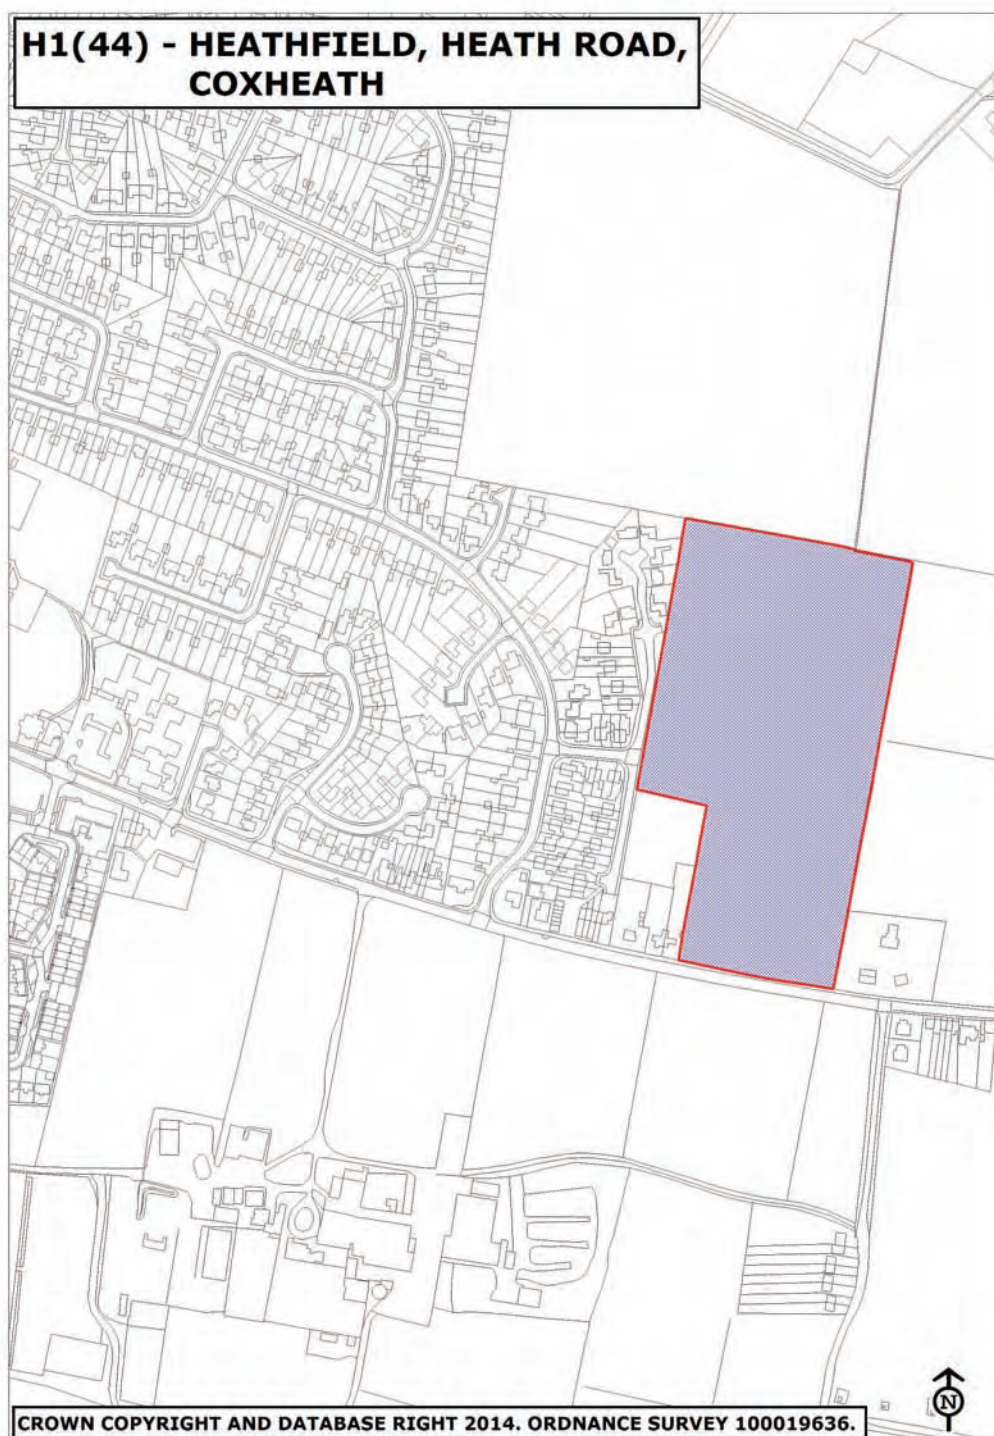 H1(44) - HEATHFIELD, HEATH ROAD,
COXHEATH
N
CROWN COPYRIGHT AND DATABASE RIGHT 2014. ORDNANCE SURVEY 100019636.